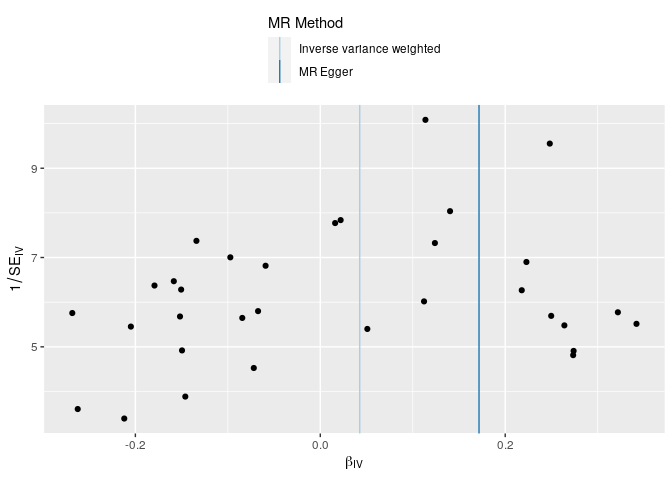 MR Method
Inverse variance weighted
MR Egger
9
7
5
1/SE_IV
-0.2
0.0
0.2
β_IV